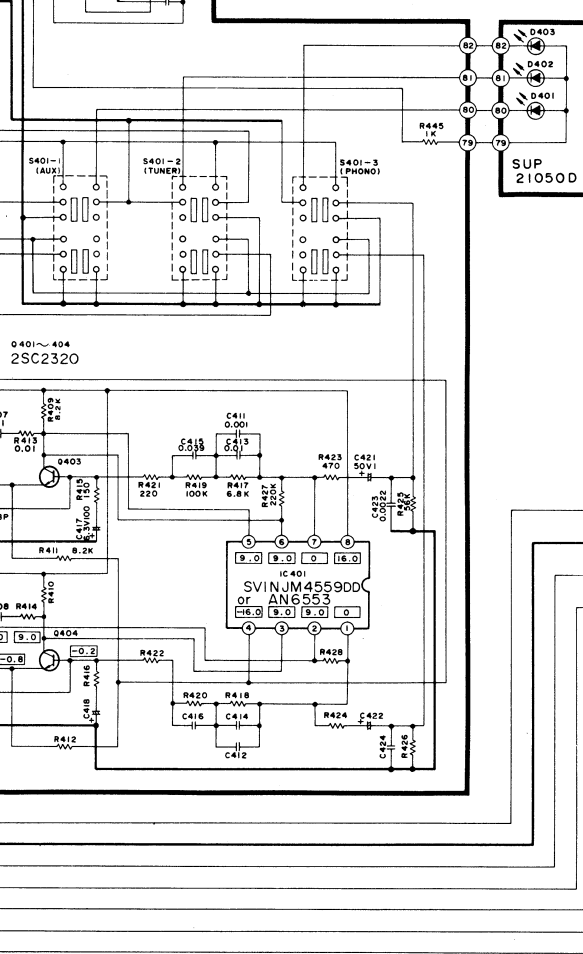 D403
82 82
D402
81 81
D401
80 80
R445
1K
79 79
SUP
21050D
S401-1
(AUX)
S401-2
(TUNER)
S401-3
(PHONO)
Q401~404
2SC2320
R409
8.2K
07
1
R413
0.01
Q403
C411
0.001
C415
0.039
C413
0.01
R415
150
R421
220
R419
100K
R417
6.8K
R427
220K
R423
470
C421
50V1
C423
0.0022
R425
56K
8P
C417
6.3V100
R411 8.2K
5 6 7 8
9.0 9.0 0 16.0
IC401
SVINJM4559DD
or AN6553
-16.0 9.0 9.0 0
4 3 2 1
R410
08 R414
0 9.0
Q404
-0.8
-0.2
R422
R428
R416
C418
R420
R418
C416
C414
C412
R424
C422
C424
R426
R412